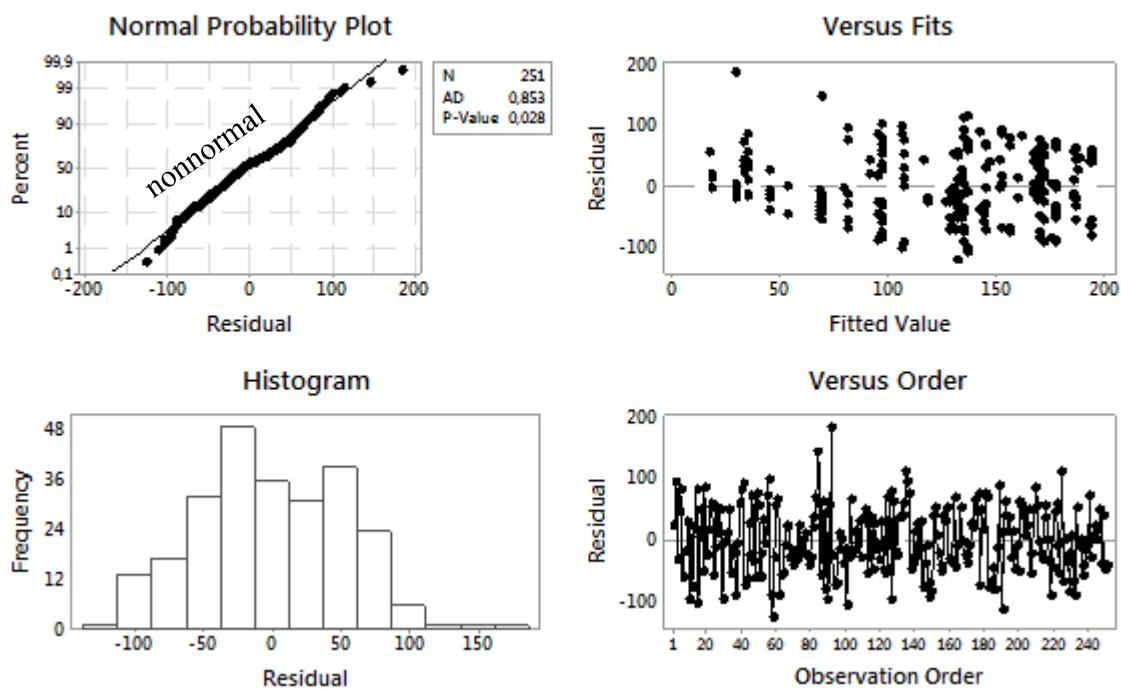 Normal Probability Plot
99,9
99
90
50
10
1
0,1
Percent
nonnormal
-200 -100 0 100 200
Residual
N 251
AD 0,853
P-Value 0,028
Versus Fits
200
100
0
-100
Residual
0 50 100 150 200
Fitted Value
Histogram
48
36
24
12
0
Frequency
-100 -50 0 50 100 150
Residual
Versus Order
200
100
0
-100
Residual
1 20 40 60 80 100 120 140 160 180 200 220 240
Observation Order